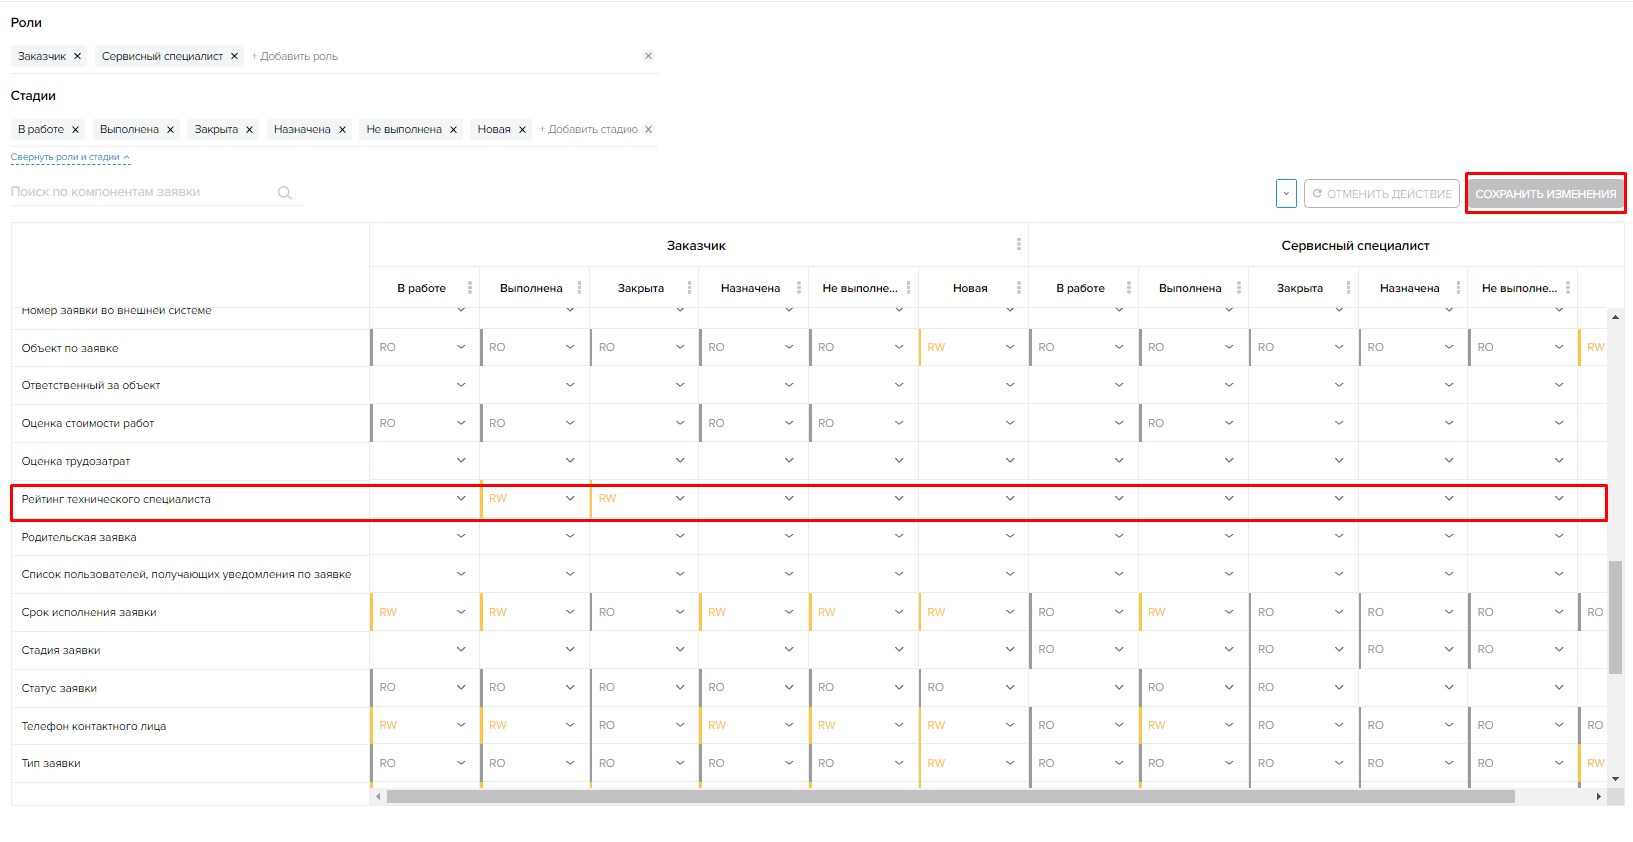 Роли
Заказчик × Сервисный специалист × + Добавить роль ×
Стадии
В работе × Выполнена × Закрыта × Назначена × Не выполнена × Новая × + Добавить стадию ×
Свернуть роли и стадии
Поиск по компонентам заявки
ОТМЕНИТЬ ДЕЙСТВИЕ СОХРАНИТЬ ИЗМЕНЕНИЯ
Заказчик Сервисный специалист
В работе Выполнена Закрыта Назначена Не выполне... Новая В работе Выполнена Закрыта Назначена Не выполне...
Номер заявки во внешней системе
Объект по заявке RO RO RO RO RO RW RO RO RO RO RO RW
Ответственный за объект
Оценка стоимости работ RO RO RO RO RO
Оценка трудозатрат
Рейтинг технического специалиста RW RW
Родительская заявка
Список пользователей, получающих уведомления по заявке
Срок исполнения заявки RW RW RO RW RW RW RO RW RO RO RO RO
Стадия заявки RO RO RO RO
Статус заявки RO RO RO RO RO RO RO RO
Телефон контактного лица RW RW RO RW RW RW RO RW RO RO RO RO
Тип заявки RO RO RO RO RO RW RO RO RO RO RO RW